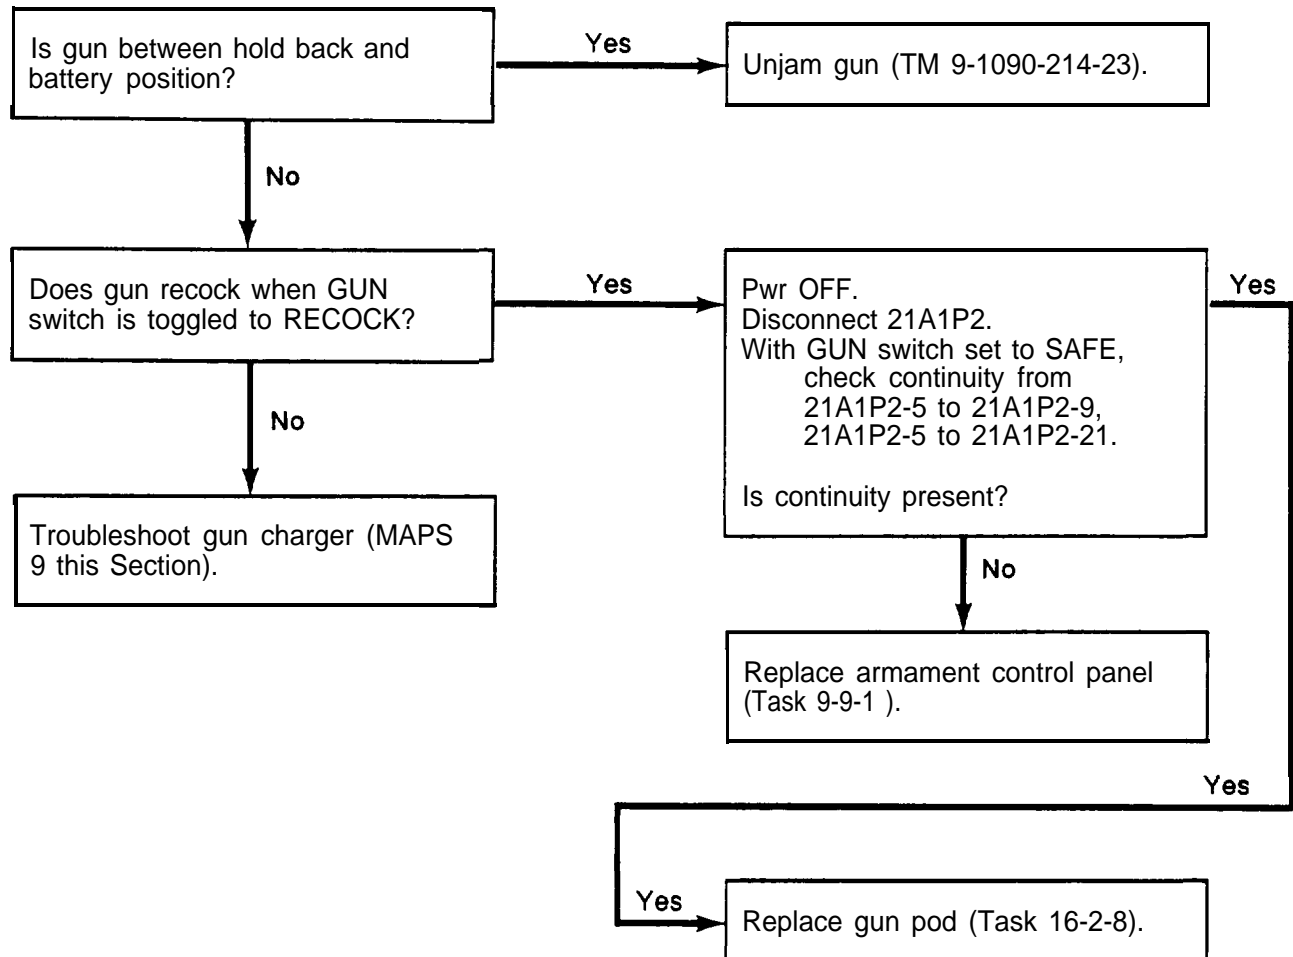 Is gun between hold back and
battery position?
Yes
Unjam gun (TM 9-1090-214-23).
No
Does gun recock when GUN
switch is toggled to RECOCK?
Yes
Pwr OFF.
Disconnect 21A1P2.
With GUN switch set to SAFE,
check continuity from
21A1P2-5 to 21A1P2-9,
21A1P2-5 to 21A1P2-21.
Is continuity present?
Yes
No
Troubleshoot gun charger (MAPS
9 this Section).
No
Replace armament control panel
(Task 9-9-1 ).
Yes
Yes
Replace gun pod (Task 16-2-8).